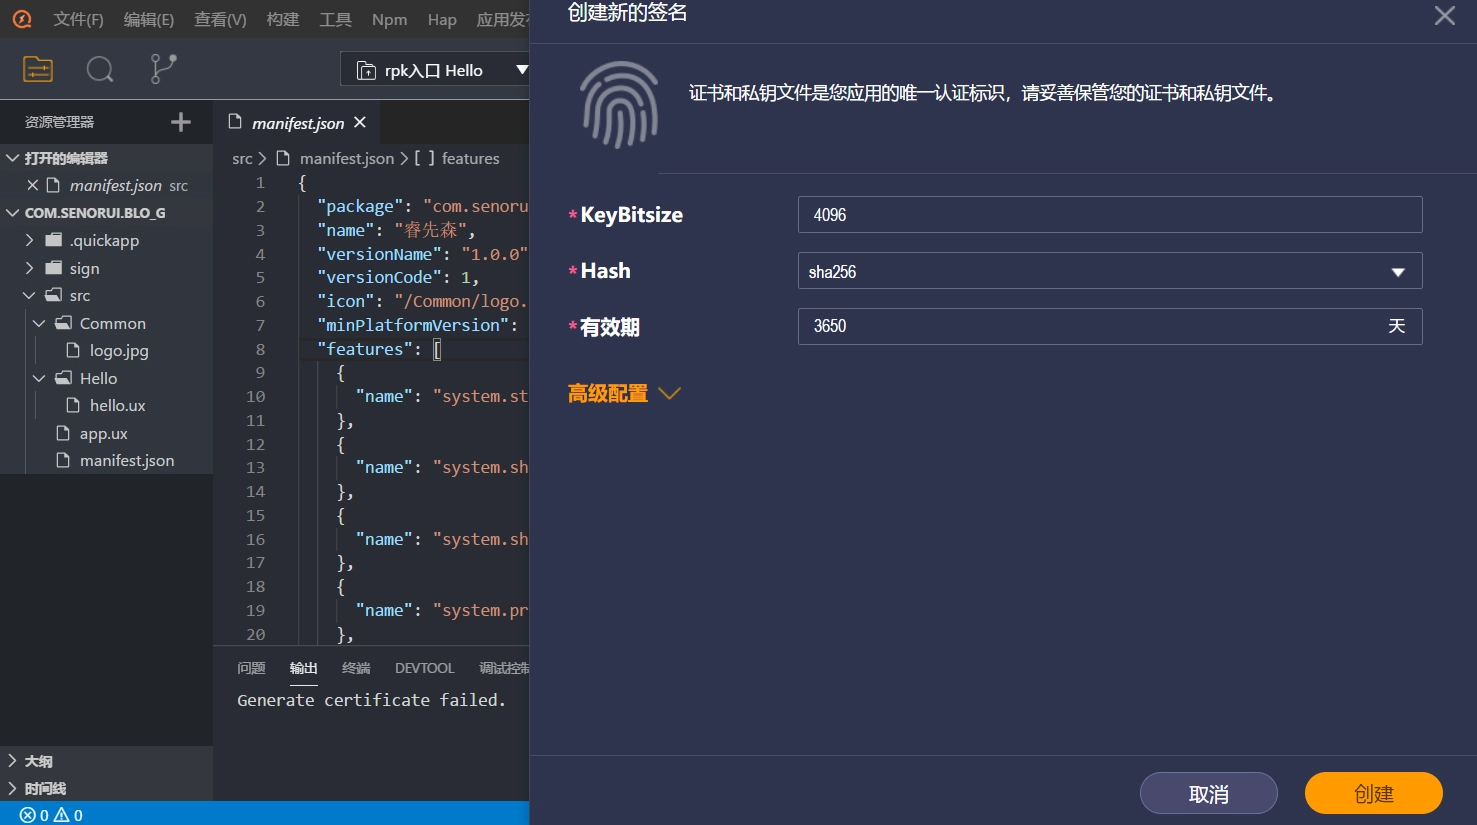 文件(F) 编辑(E) 查看(V) 构建 工具 Npm Hap 应用发
rpk入口 Hello
资源管理器
打开的编辑器
manifest.json src
COM.SENORUI.BLO_G
.quickapp
sign
src
Common
logo.jpg
Hello
hello.ux
app.ux
manifest.json
大纲
时间线
0 0
manifest.json
src > manifest.json > [ ] features
1 {
2 "package": "com.senoru
3 "name": "睿先森",
4 "versionName": "1.0.0"
5 "versionCode": 1,
6 "icon": "/Common/logo.
7 "minPlatformVersion":
8 "features": [
9 {
10 "name": "system.st
11 },
12 {
13 "name": "system.sh
14 },
15 {
16 "name": "system.sh
17 },
18 {
19 "name": "system.pr
20 },
问题 输出 终端 DEVTOOL 调试控制
Generate certificate failed.
创建新的签名
证书和私钥文件是您应用的唯一认证标识，请妥善保管您的证书和私钥文件。
*KeyBitsize 4096
*Hash sha256
*有效期 3650 天
高级配置
取消 创建